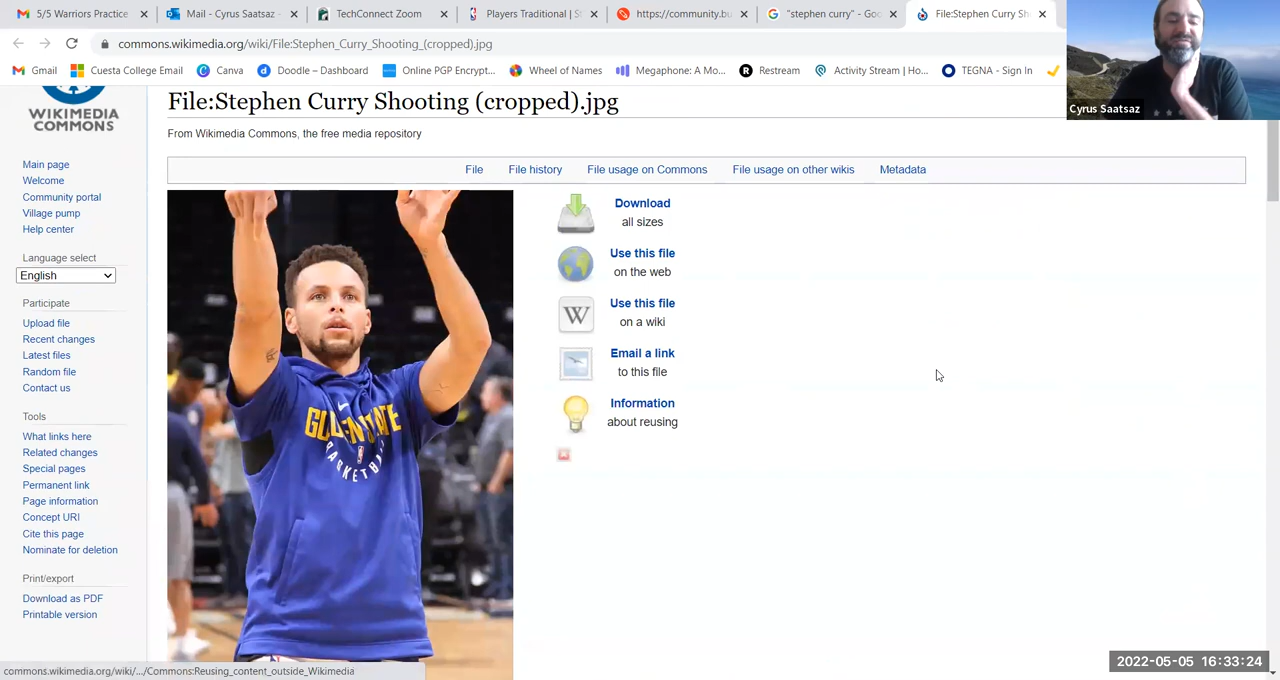 5/5 Warriors Practice
Mail - Cyrus Saatsaz -
TechConnect Zoom
Players Traditional | St
https://community.bu
"stephen curry" - Goo
File:Stephen Curry Sho
commons.wikimedia.org/wiki/File:Stephen_Curry_Shooting_(cropped).jpg
Gmail
Cuesta College Email
Canva
Doodle – Dashboard
Online PGP Encrypt...
Wheel of Names
Megaphone: A Mo...
Restream
Activity Stream | Ho...
TEGNA - Sign In
Cyrus Saatsaz
WIKIMEDIA
COMMONS
Main page
Welcome
Community portal
Village pump
Help center
Language select
English
Participate
Upload file
Recent changes
Latest files
Random file
Contact us
Tools
What links here
Related changes
Special pages
Permanent link
Page information
Concept URI
Cite this page
Nominate for deletion
Print/export
Download as PDF
Printable version
File:Stephen Curry Shooting (cropped).jpg
From Wikimedia Commons, the free media repository
File
File history
File usage on Commons
File usage on other wikis
Metadata
GOLDEN STATE
BASKETBALL
Download
all sizes
Use this file
on the web
W
Use this file
on a wiki
Email a link
to this file
Information
about reusing
commons.wikimedia.org/wiki/.../Commons:Reusing_content_outside_Wikimedia
2022-05-05 16:33:24